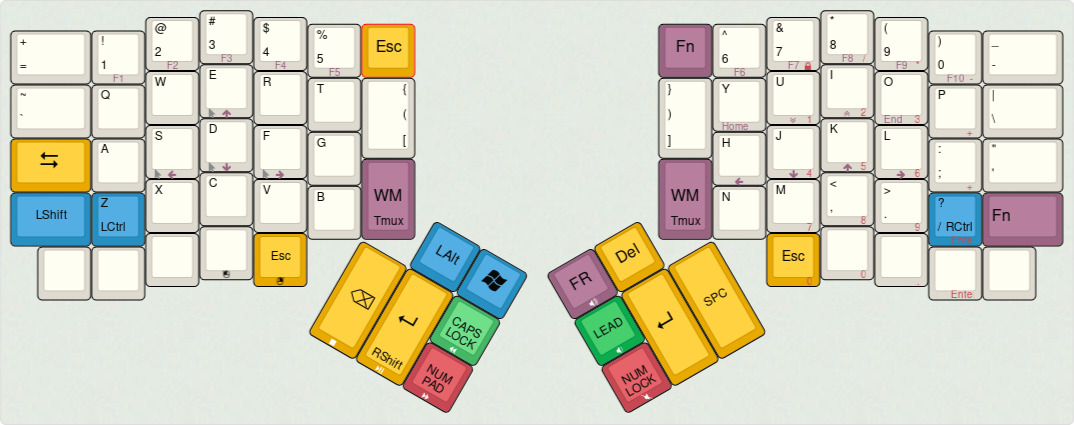 +
=
!
1
F1
@
2
F2
#
3
F3
$
4
F4
%
5
F5
Esc
~
`
Q
W
E
R
T
{
(
[
A
S
D
F
G
WM
Tmux
LShift
Z
LCtrl
X
C
V
B
Esc
LAlt
RShift
CAPS
LOCK
NUM
PAD
Fn
^
6
F6
&
7
F7
*
8
F8 /
(
9
F9 *
)
0
F10 -
_
-
}
)
]
Y
Home
U
1
I
2
O
End 3
P
+
|
\
H
J
4
K
5
L
6
:
;
+
"
'
WM
Tmux
N
M
7
<
,
8
>
.
9
?
/ RCtrl
Fn
Esc
0
0
.
Ente
FR
Del
LEAD
SPC
NUM
LOCK